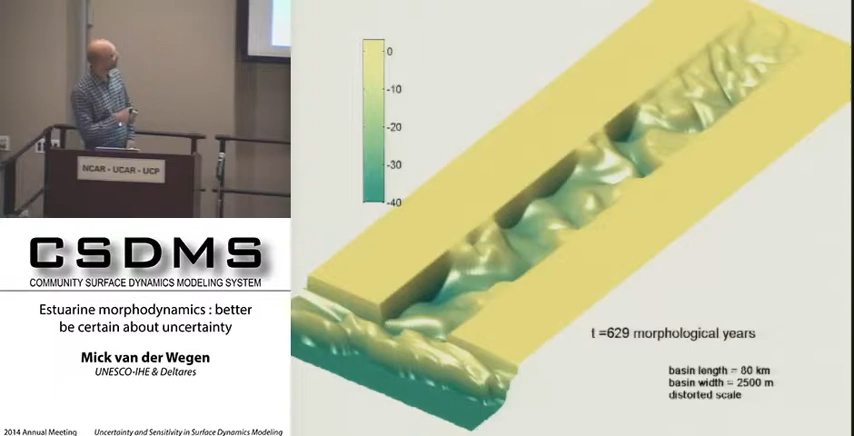 NCAR - UCAR - UCP
CSDMS
COMMUNITY SURFACE DYNAMICS MODELING SYSTEM
Estuarine morphodynamics : better
be certain about uncertainty
Mick van der Wegen
UNESCO-IHE & Deltares
2014 Annual Meeting
Uncertainty and Sensitivity in Surface Dynamics Modeling
0
-10
-20
-30
-40
t =629 morphological years
basin length = 80 km
basin width = 2500 m
distorted scale